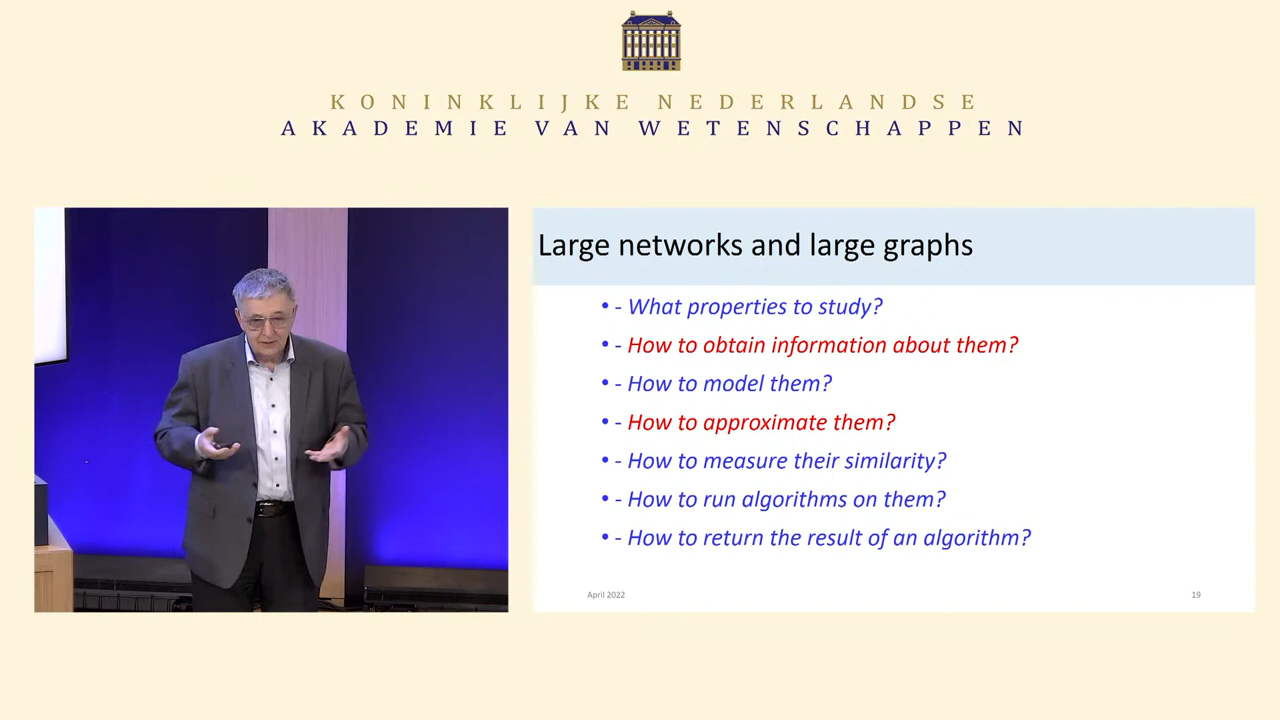 KONINKLIJKE NEDERLANDSE
AKADEMIE VAN WETENSCHAPPEN
Large networks and large graphs
• - What properties to study?
• - How to obtain information about them?
• - How to model them?
• - How to approximate them?
• - How to measure their similarity?
• - How to run algorithms on them?
• - How to return the result of an algorithm?
April 2022
19